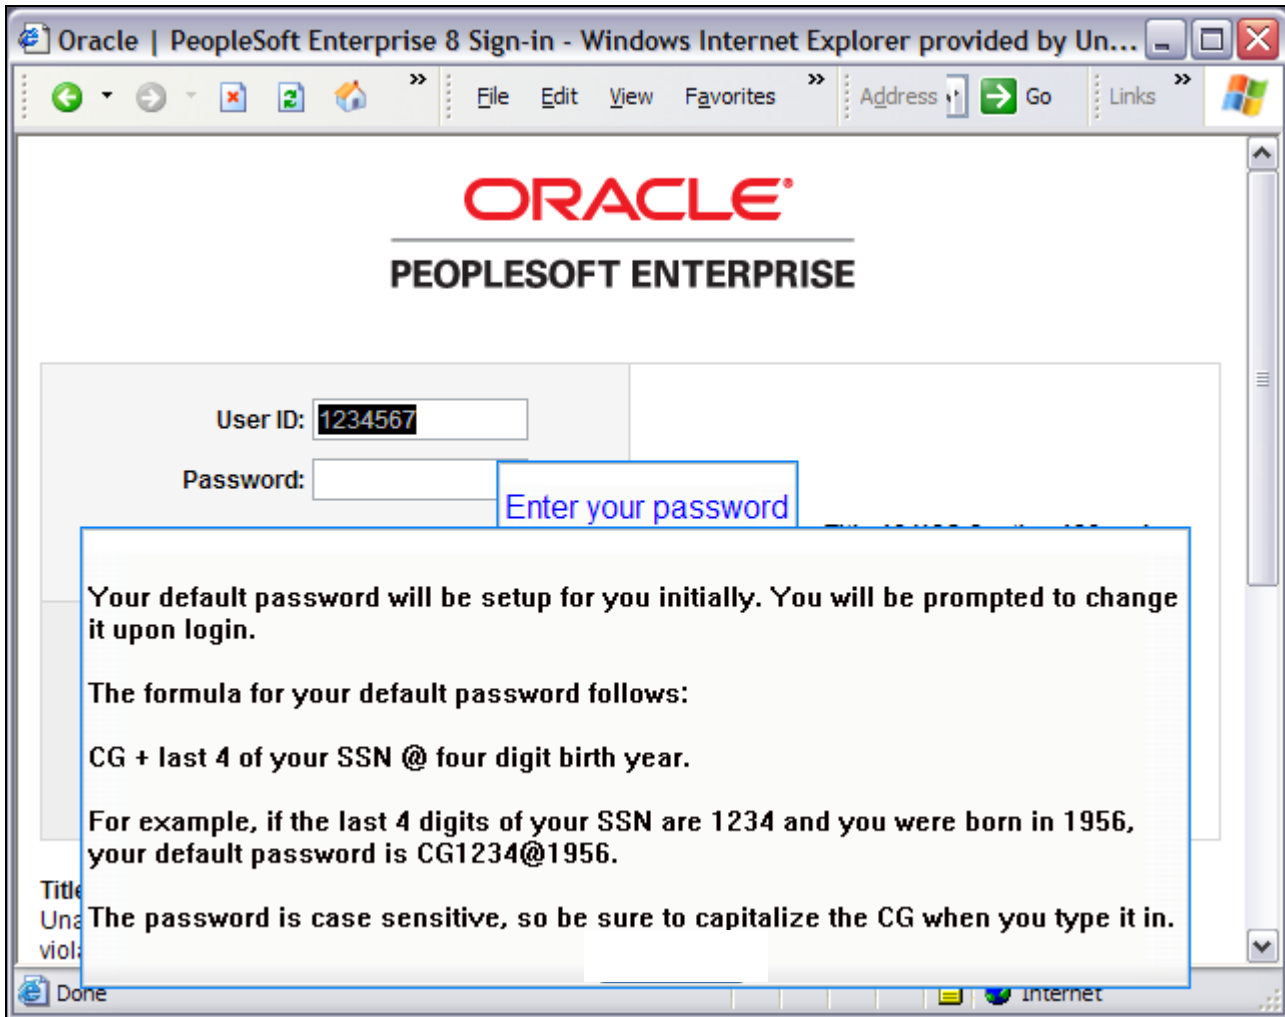 Oracle | PeopleSoft Enterprise 8 Sign-in - Windows Internet Explorer provided by Un...
» File Edit View Favorites » Address Go Links »
ORACLE
PEOPLESOFT ENTERPRISE
User ID: 1234567
Password:
Enter your password
Your default password will be setup for you initially. You will be prompted to change
it upon login.
The formula for your default password follows:
CG + last 4 of your SSN @ four digit birth year.
For example, if the last 4 digits of your SSN are 1234 and you were born in 1956,
your default password is CG1234@1956.
Title
The password is case sensitive, so be sure to capitalize the CG when you type it in.
Done Internet